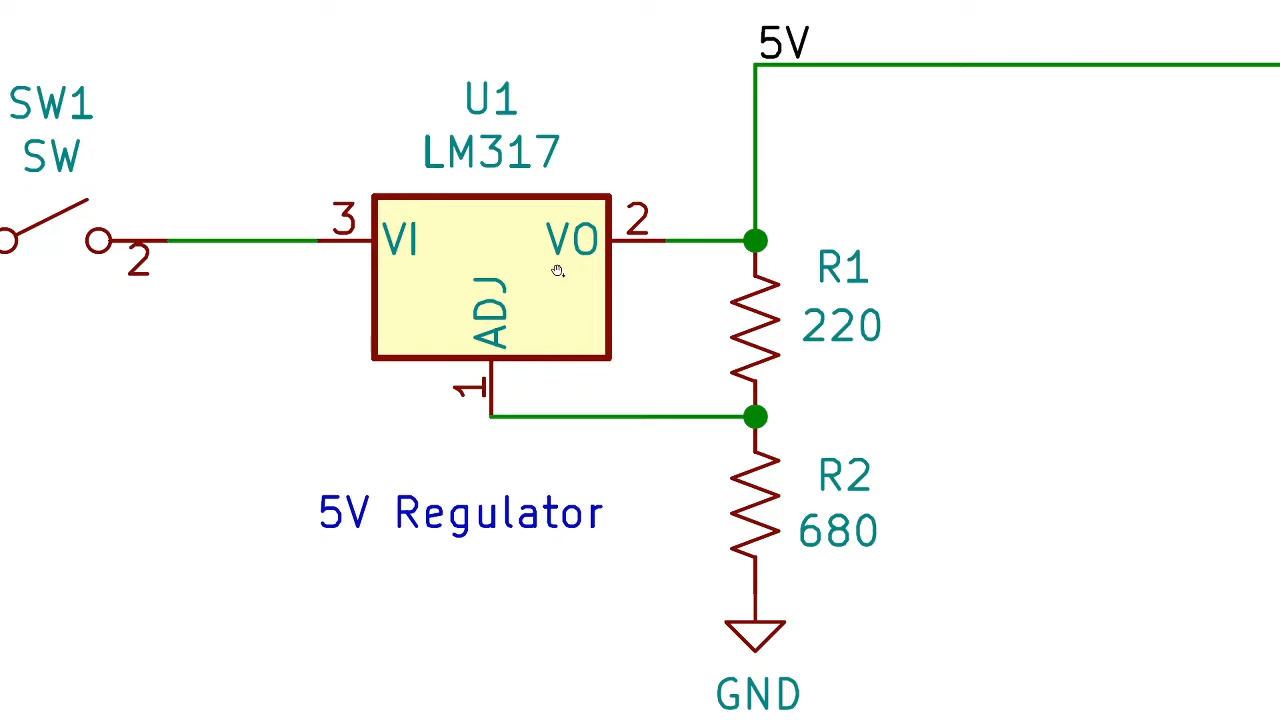 5V
SW1
SW
U1
LM317
3
VI
VO
2
2
ADJ
1
R1
220
5V Regulator
R2
680
GND